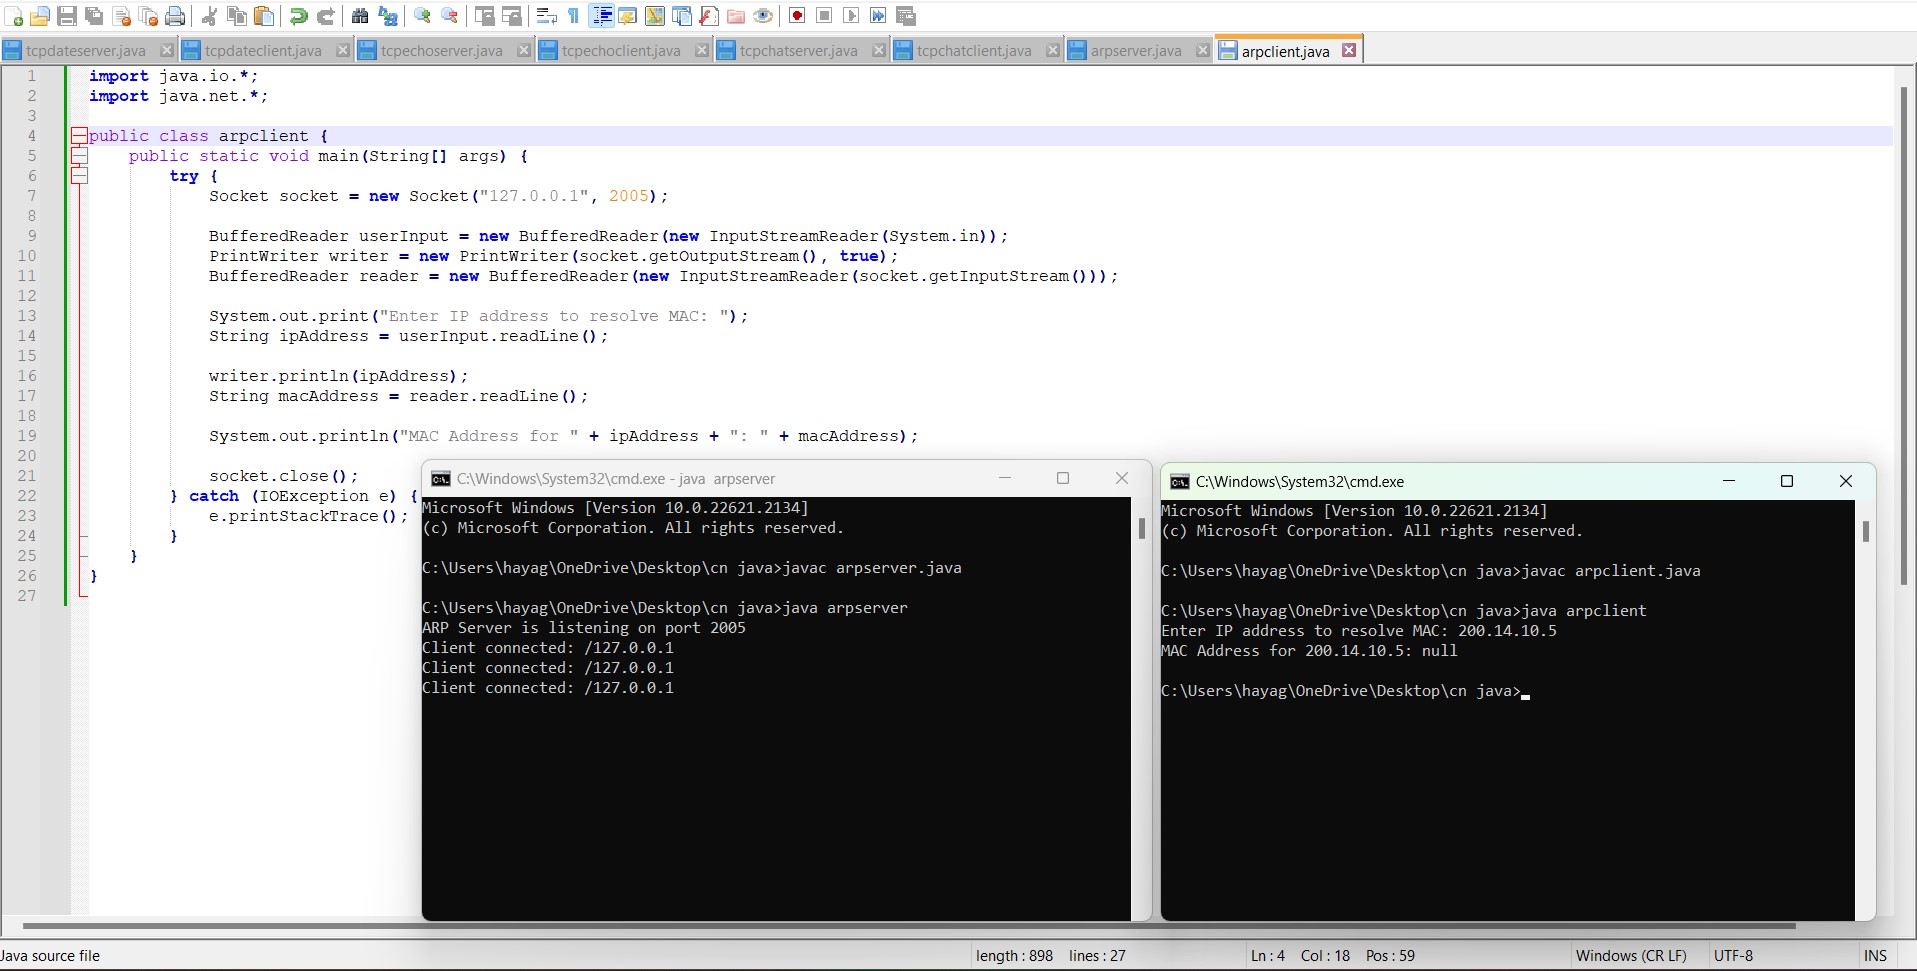 tcpdateserver.java tcpdateclient.java tcpechoserver.java tcpechoclient.java tcpchatserver.java tcpchatclient.java arpserver.java arpclient.java
1 import java.io.*;
2 import java.net.*;
3
4 public class arpclient {
5 public static void main(String[] args) {
6 try {
7 Socket socket = new Socket("127.0.0.1", 2005);
8
9 BufferedReader userInput = new BufferedReader(new InputStreamReader(System.in));
10 PrintWriter writer = new PrintWriter(socket.getOutputStream(), true);
11 BufferedReader reader = new BufferedReader(new InputStreamReader(socket.getInputStream()));
12
13 System.out.print("Enter IP address to resolve MAC: ");
14 String ipAddress = userInput.readLine();
15
16 writer.println(ipAddress);
17 String macAddress = reader.readLine();
18
19 System.out.println("MAC Address for " + ipAddress + ": " + macAddress);
20
21 socket.close();
22 } catch (IOException e) {
23 e.printStackTrace();
24 }
25 }
26 }
27
C:\Windows\System32\cmd.exe - java arpserver
Microsoft Windows [Version 10.0.22621.2134]
(c) Microsoft Corporation. All rights reserved.
C:\Users\hayag\OneDrive\Desktop\cn java>javac arpserver.java
C:\Users\hayag\OneDrive\Desktop\cn java>java arpserver
ARP Server is listening on port 2005
Client connected: /127.0.0.1
Client connected: /127.0.0.1
Client connected: /127.0.0.1
C:\Windows\System32\cmd.exe
Microsoft Windows [Version 10.0.22621.2134]
(c) Microsoft Corporation. All rights reserved.
C:\Users\hayag\OneDrive\Desktop\cn java>javac arpclient.java
C:\Users\hayag\OneDrive\Desktop\cn java>java arpclient
Enter IP address to resolve MAC: 200.14.10.5
MAC Address for 200.14.10.5: null
C:\Users\hayag\OneDrive\Desktop\cn java>
Java source file length : 898 lines : 27 Ln : 4 Col : 18 Pos : 59 Windows (CR LF) UTF-8 INS